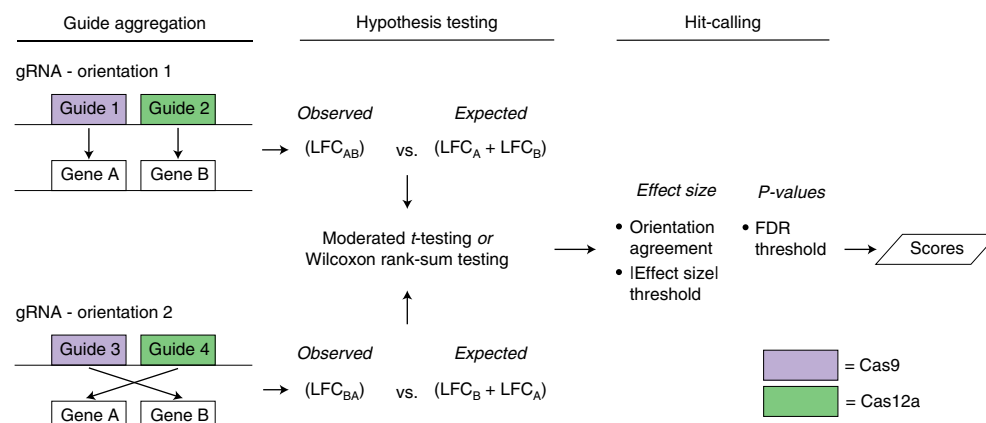 Guide aggregation
Hypothesis testing
Hit-calling
gRNA - orientation 1
Guide 1
Guide 2
Gene A
Gene B
Observed
Expected
(LFC_AB) vs. (LFC_A + LFC_B)
Moderated t-testing or
Wilcoxon rank-sum testing
Effect size
• Orientation
agreement
• |Effect size|
threshold
P-values
• FDR
threshold
Scores
gRNA - orientation 2
Guide 3
Guide 4
Gene A
Gene B
Observed
Expected
(LFC_BA) vs. (LFC_B + LFC_A)
= Cas9
= Cas12a